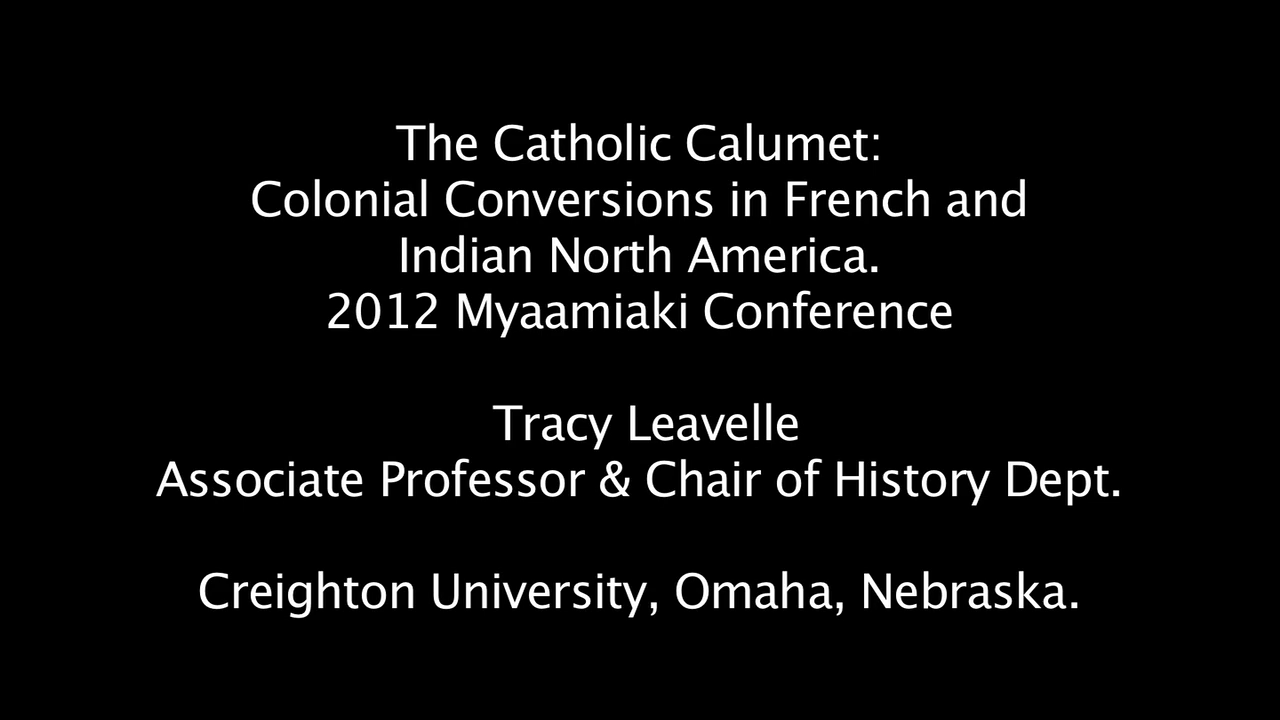 The Catholic Calumet:
Colonial Conversions in French and
Indian North America.
2012 Myaamiaki Conference
Tracy Leavelle
Associate Professor & Chair of History Dept.
Creighton University, Omaha, Nebraska.